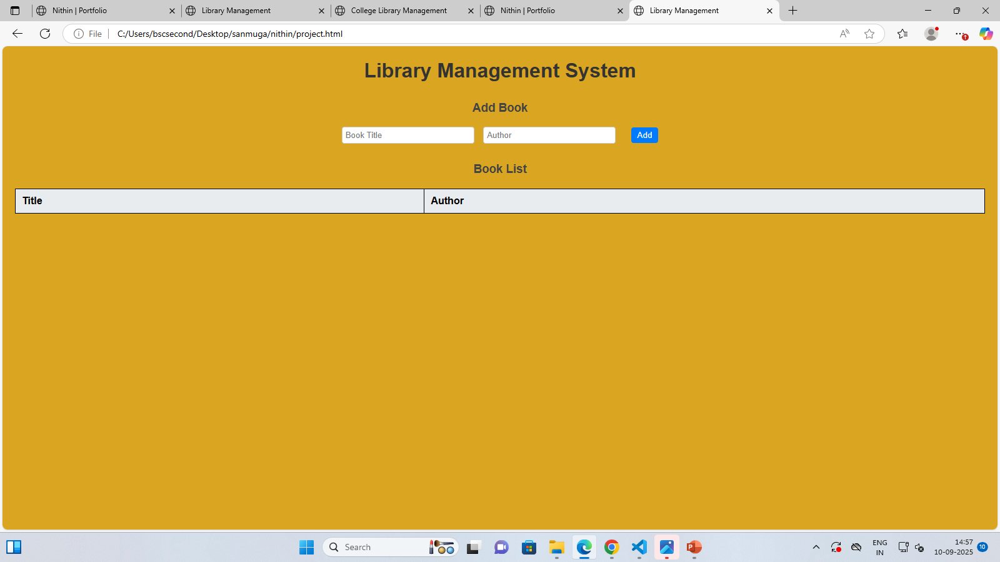 Nithin | Portfolio
Library Management
College Library Management
Nithin | Portfolio
Library Management
File
C:/Users/bscsecond/Desktop/sanmuga/nithin/project.html
Library Management System
Add Book
Book Title
Author
Add
Book List
Title
Author
Search
ENG
IN
14:57
10-09-2025
10